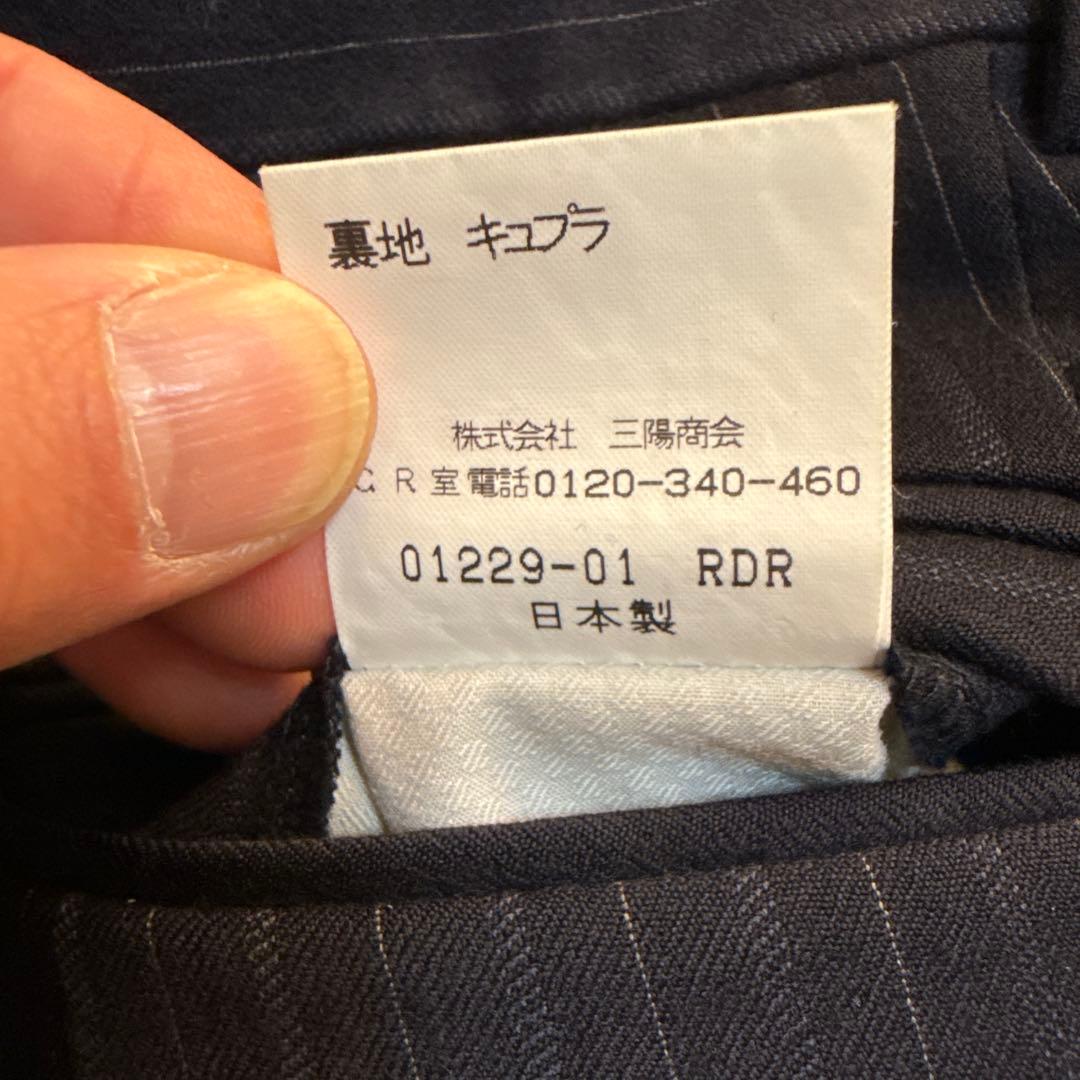 裏地 キュプラ
株式会社 三陽商会
R室電話0120-340-460
01229-01 RDR
日本製